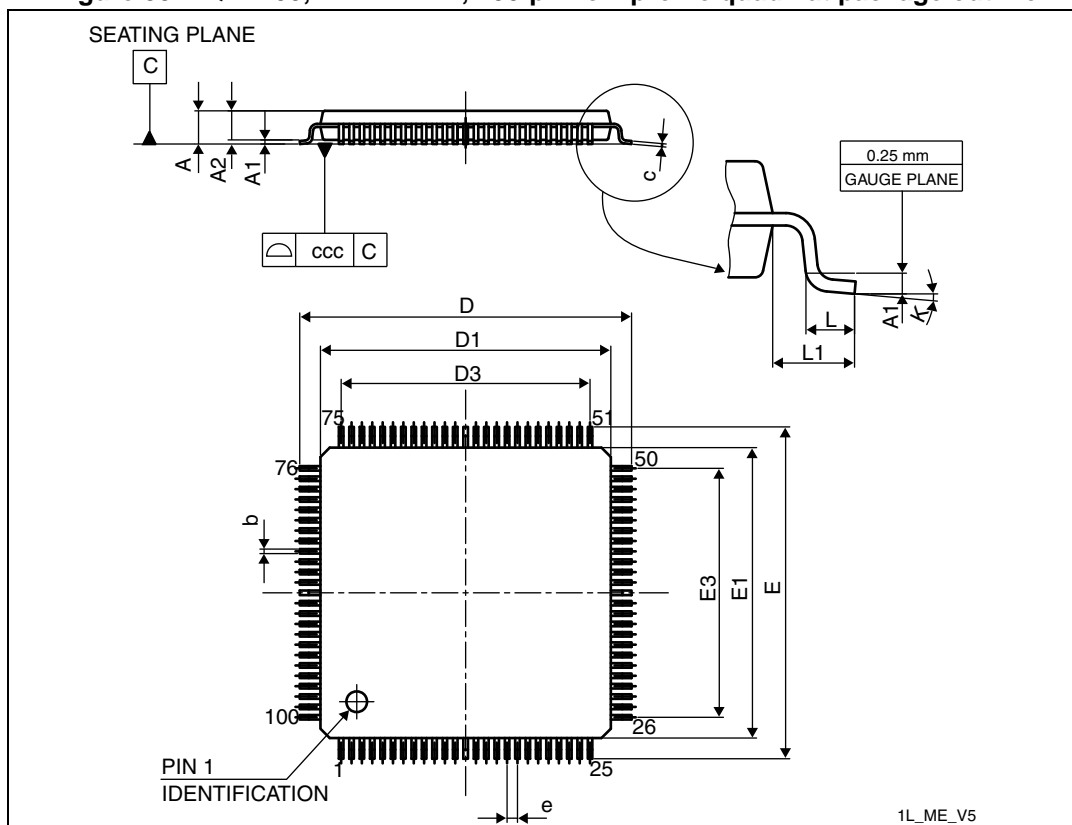 SEATING PLANE
C
A
A2
A1
c
0.25 mm
GAUGE PLANE
ccc C
A1
K
L
L1
D
D1
D3
75
51
76
50
b
E3
E1
E
100
26
PIN 1
IDENTIFICATION
1
25
e
1L_ME_V5